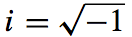 i = √−1